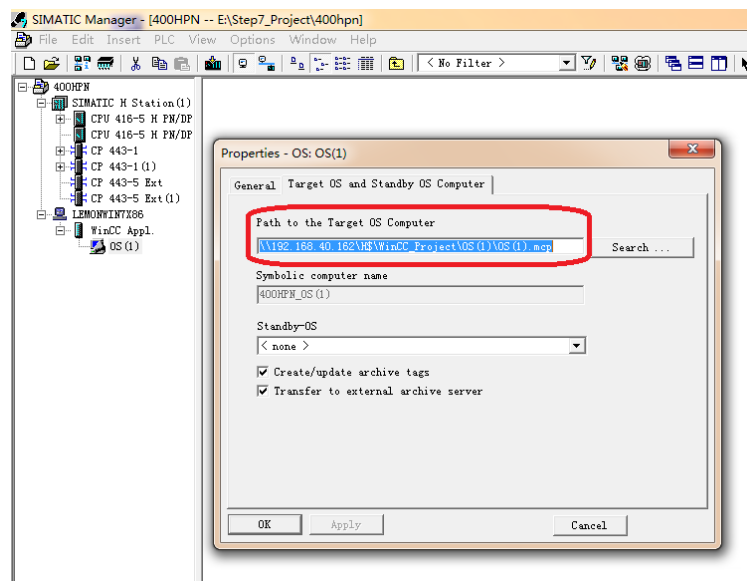 SIMATIC Manager - [400HPN -- E:\Step7_Project\400hpn]
File Edit Insert PLC View Options Window Help
< No Filter >
400HPN
SIMATIC H Station(1)
CPU 416-5 H PN/DP
CPU 416-5 H PN/DP
CP 443-1
CP 443-1(1)
CP 443-5 Ext
CP 443-5 Ext(1)
LEMONWIN7X86
WinCC Appl.
OS(1)
Properties - OS: OS(1)
General Target OS and Standby OS Computer
Path to the Target OS Computer
\\192.168.40.162\H$\WinCC_Project\OS(1)\OS(1).mcp
Search ...
Symbolic computer name
400HPN_OS(1)
Standby-OS
< none >
Create/update archive tags
Transfer to external archive server
OK Apply Cancel